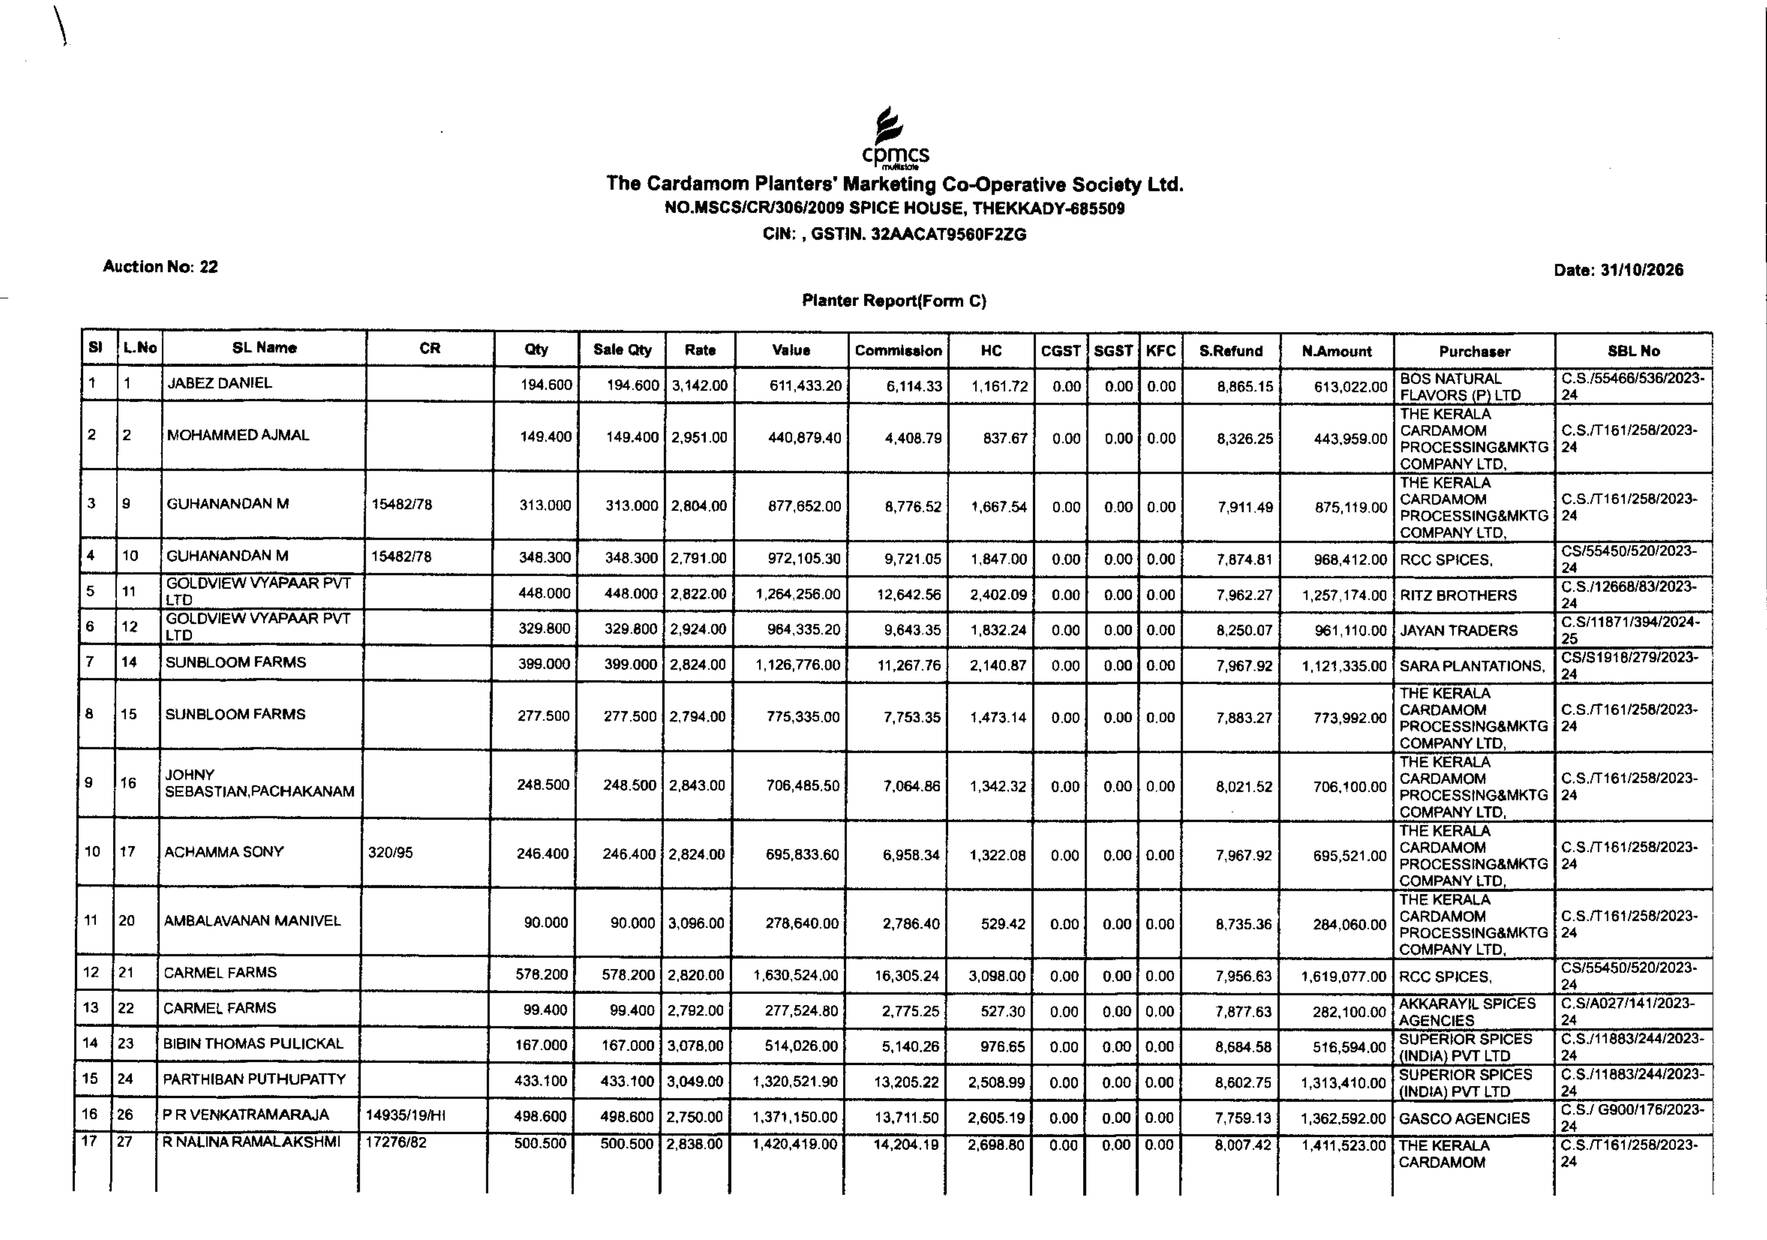 cpmcs
multistate
The Cardamom Planters' Marketing Co-Operative Society Ltd.
NO.MSCS/CR/306/2009 SPICE HOUSE, THEKKADY-685509
CIN: , GSTIN. 32AACAT9560F2ZG
Auction No: 22 Date: 31/10/2026
Planter Report(Form C)
Sl L.No SL Name CR Qty Sale Qty Rate Value Commission HC CGST SGST KFC S.Refund N.Amount Purchaser SBL No
1 1 JABEZ DANIEL 194.600 194.600 3,142.00 611,433.20 6,114.33 1,161.72 0.00 0.00 0.00 8,865.15 613,022.00 BOS NATURAL FLAVORS (P) LTD C.S./55466/536/2023-24
2 2 MOHAMMED AJMAL 149.400 149.400 2,951.00 440,879.40 4,408.79 837.67 0.00 0.00 0.00 8,326.25 443,959.00 THE KERALA CARDAMOM PROCESSING&MKTG COMPANY LTD, C.S./T161/258/2023-24
3 9 GUHANANDAN M 15482/78 313.000 313.000 2,804.00 877,652.00 8,776.52 1,667.54 0.00 0.00 0.00 7,911.49 875,119.00 THE KERALA CARDAMOM PROCESSING&MKTG COMPANY LTD, C.S./T161/258/2023-24
4 10 GUHANANDAN M 15482/78 348.300 348.300 2,791.00 972,105.30 9,721.05 1,847.00 0.00 0.00 0.00 7,874.81 968,412.00 RCC SPICES, CS/55450/520/2023-24
5 11 GOLDVIEW VYAPAAR PVT LTD 448.000 448.000 2,822.00 1,264,256.00 12,642.56 2,402.09 0.00 0.00 0.00 7,962.27 1,257,174.00 RITZ BROTHERS C.S./12668/83/2023-24
6 12 GOLDVIEW VYAPAAR PVT LTD 329.800 329.800 2,924.00 964,335.20 9,643.35 1,832.24 0.00 0.00 0.00 8,250.07 961,110.00 JAYAN TRADERS C.S/11871/394/2024-25
7 14 SUNBLOOM FARMS 399.000 399.000 2,824.00 1,126,776.00 11,267.76 2,140.87 0.00 0.00 0.00 7,967.92 1,121,335.00 SARA PLANTATIONS, CS/S1918/279/2023-24
8 15 SUNBLOOM FARMS 277.500 277.500 2,794.00 775,335.00 7,753.35 1,473.14 0.00 0.00 0.00 7,883.27 773,992.00 THE KERALA CARDAMOM PROCESSING&MKTG COMPANY LTD, C.S./T161/258/2023-24
9 16 JOHNY SEBASTIAN,PACHAKANAM 248.500 248.500 2,843.00 706,485.50 7,064.86 1,342.32 0.00 0.00 0.00 8,021.52 706,100.00 THE KERALA CARDAMOM PROCESSING&MKTG COMPANY LTD, C.S./T161/258/2023-24
10 17 ACHAMMA SONY 320/95 246.400 246.400 2,824.00 695,833.60 6,958.34 1,322.08 0.00 0.00 0.00 7,967.92 695,521.00 THE KERALA CARDAMOM PROCESSING&MKTG COMPANY LTD, C.S./T161/258/2023-24
11 20 AMBALAVANAN MANIVEL 90.000 90.000 3,096.00 278,640.00 2,786.40 529.42 0.00 0.00 0.00 8,735.36 284,060.00 THE KERALA CARDAMOM PROCESSING&MKTG COMPANY LTD, C.S./T161/258/2023-24
12 21 CARMEL FARMS 578.200 578.200 2,820.00 1,630,524.00 16,305.24 3,098.00 0.00 0.00 0.00 7,956.63 1,619,077.00 RCC SPICES, CS/55450/520/2023-24
13 22 CARMEL FARMS 99.400 99.400 2,792.00 277,524.80 2,775.25 527.30 0.00 0.00 0.00 7,877.63 282,100.00 AKKARAYIL SPICES AGENCIES C.S/A027/141/2023-24
14 23 BIBIN THOMAS PULICKAL 167.000 167.000 3,078.00 514,026.00 5,140.26 976.65 0.00 0.00 0.00 8,684.58 516,594.00 SUPERIOR SPICES (INDIA) PVT LTD C.S./11883/244/2023-24
15 24 PARTHIBAN PUTHUPATTY 433.100 433.100 3,049.00 1,320,521.90 13,205.22 2,508.99 0.00 0.00 0.00 8,602.75 1,313,410.00 SUPERIOR SPICES (INDIA) PVT LTD C.S./11883/244/2023-24
16 26 P R VENKATRAMARAJA 14935/19/HI 498.600 498.600 2,750.00 1,371,150.00 13,711.50 2,605.19 0.00 0.00 0.00 7,759.13 1,362,592.00 GASCO AGENCIES C.S./ G900/176/2023-24
17 27 R NALINA RAMALAKSHMI 17276/82 500.500 500.500 2,838.00 1,420,419.00 14,204.19 2,698.80 0.00 0.00 0.00 8,007.42 1,411,523.00 THE KERALA CARDAMOM C.S./T161/258/2023-24